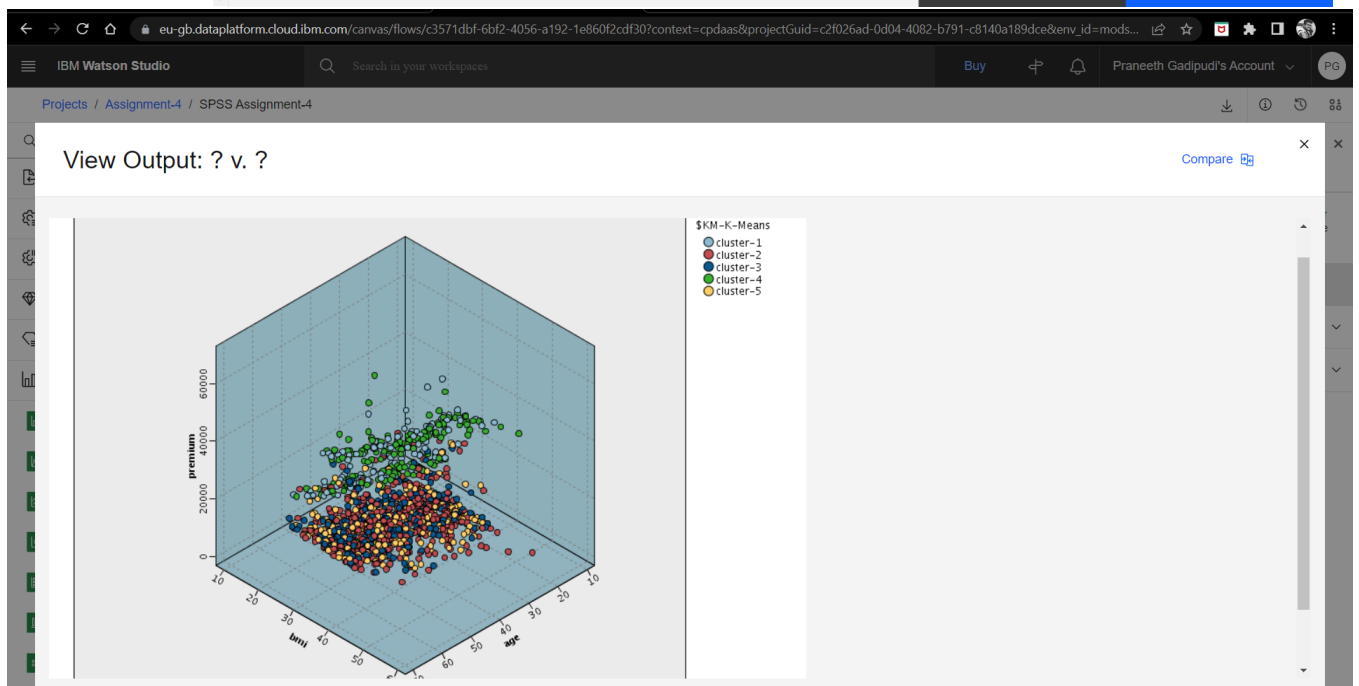 eu-gb.dataplatform.cloud.ibm.com/canvas/flows/c3571dbf-6bf2-4056-a192-1e860f2cdf30?context=cpdaas&projectGuid=c2f026ad-0d04-4082-b791-c8140a189dce&env_id=mods...
IBM Watson Studio
Search in your workspaces
Buy
Praneeth Gadipudi's Account
PG
Projects / Assignment-4 / SPSS Assignment-4
View Output: ? v. ?
Compare
$KM-K-Means
cluster-1
cluster-2
cluster-3
cluster-4
cluster-5
premium
60000
40000
20000
0
10
20
30
40
50
bmi
10
20
30
40
50
60
age